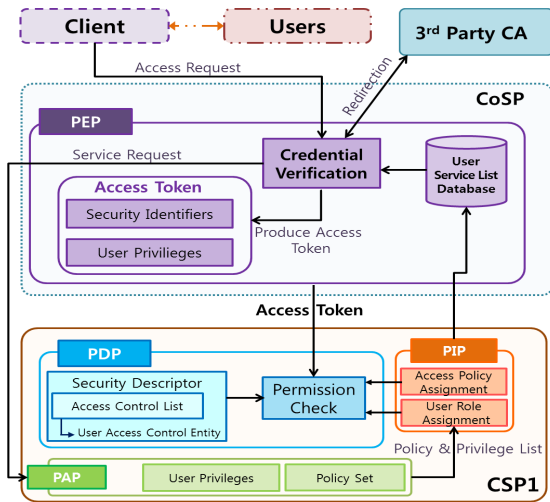 Client
Users
3rd Party CA
Access Request
Redirection
CoSP
PEP
Service Request
Credential
Verification
User
Service List
Database
Access Token
Security Identifiers
User Privilieges
Produce Access
Token
Access Token
PDP
PIP
Security Descriptor
Access Control List
User Access Control Entity
Permission
Check
Access Policy
Assignment
User Role
Assignment
Policy & Privilege List
PAP
User Privileges
Policy Set
CSP1